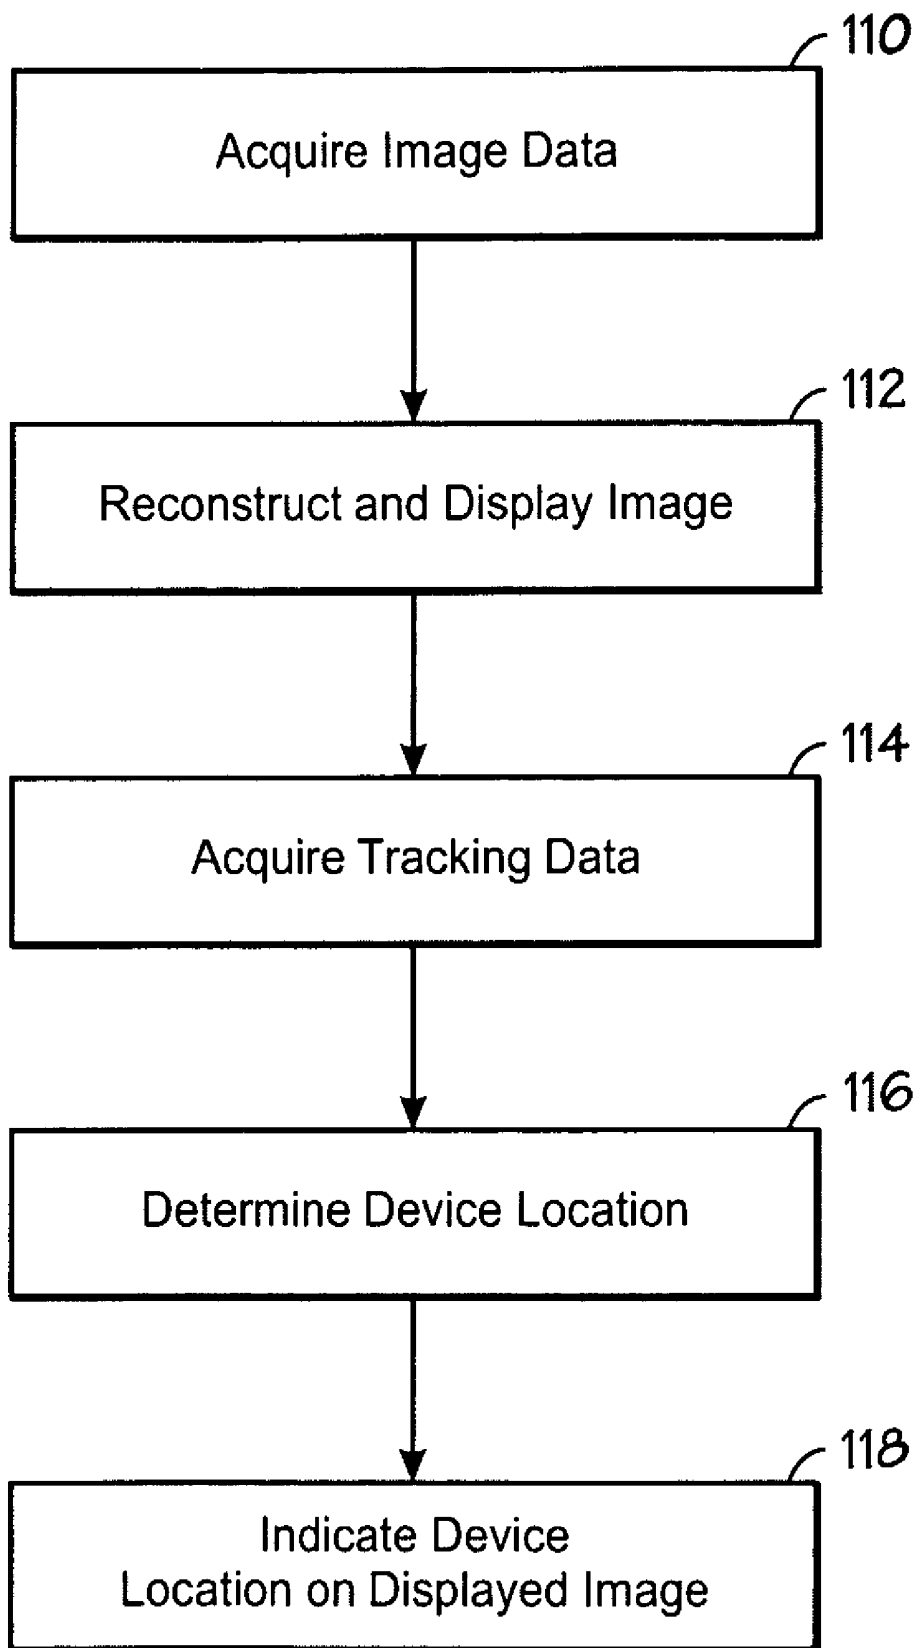 110
Acquire Image Data
112
Reconstruct and Display Image
114
Acquire Tracking Data
116
Determine Device Location
118
Indicate Device
Location on Displayed Image